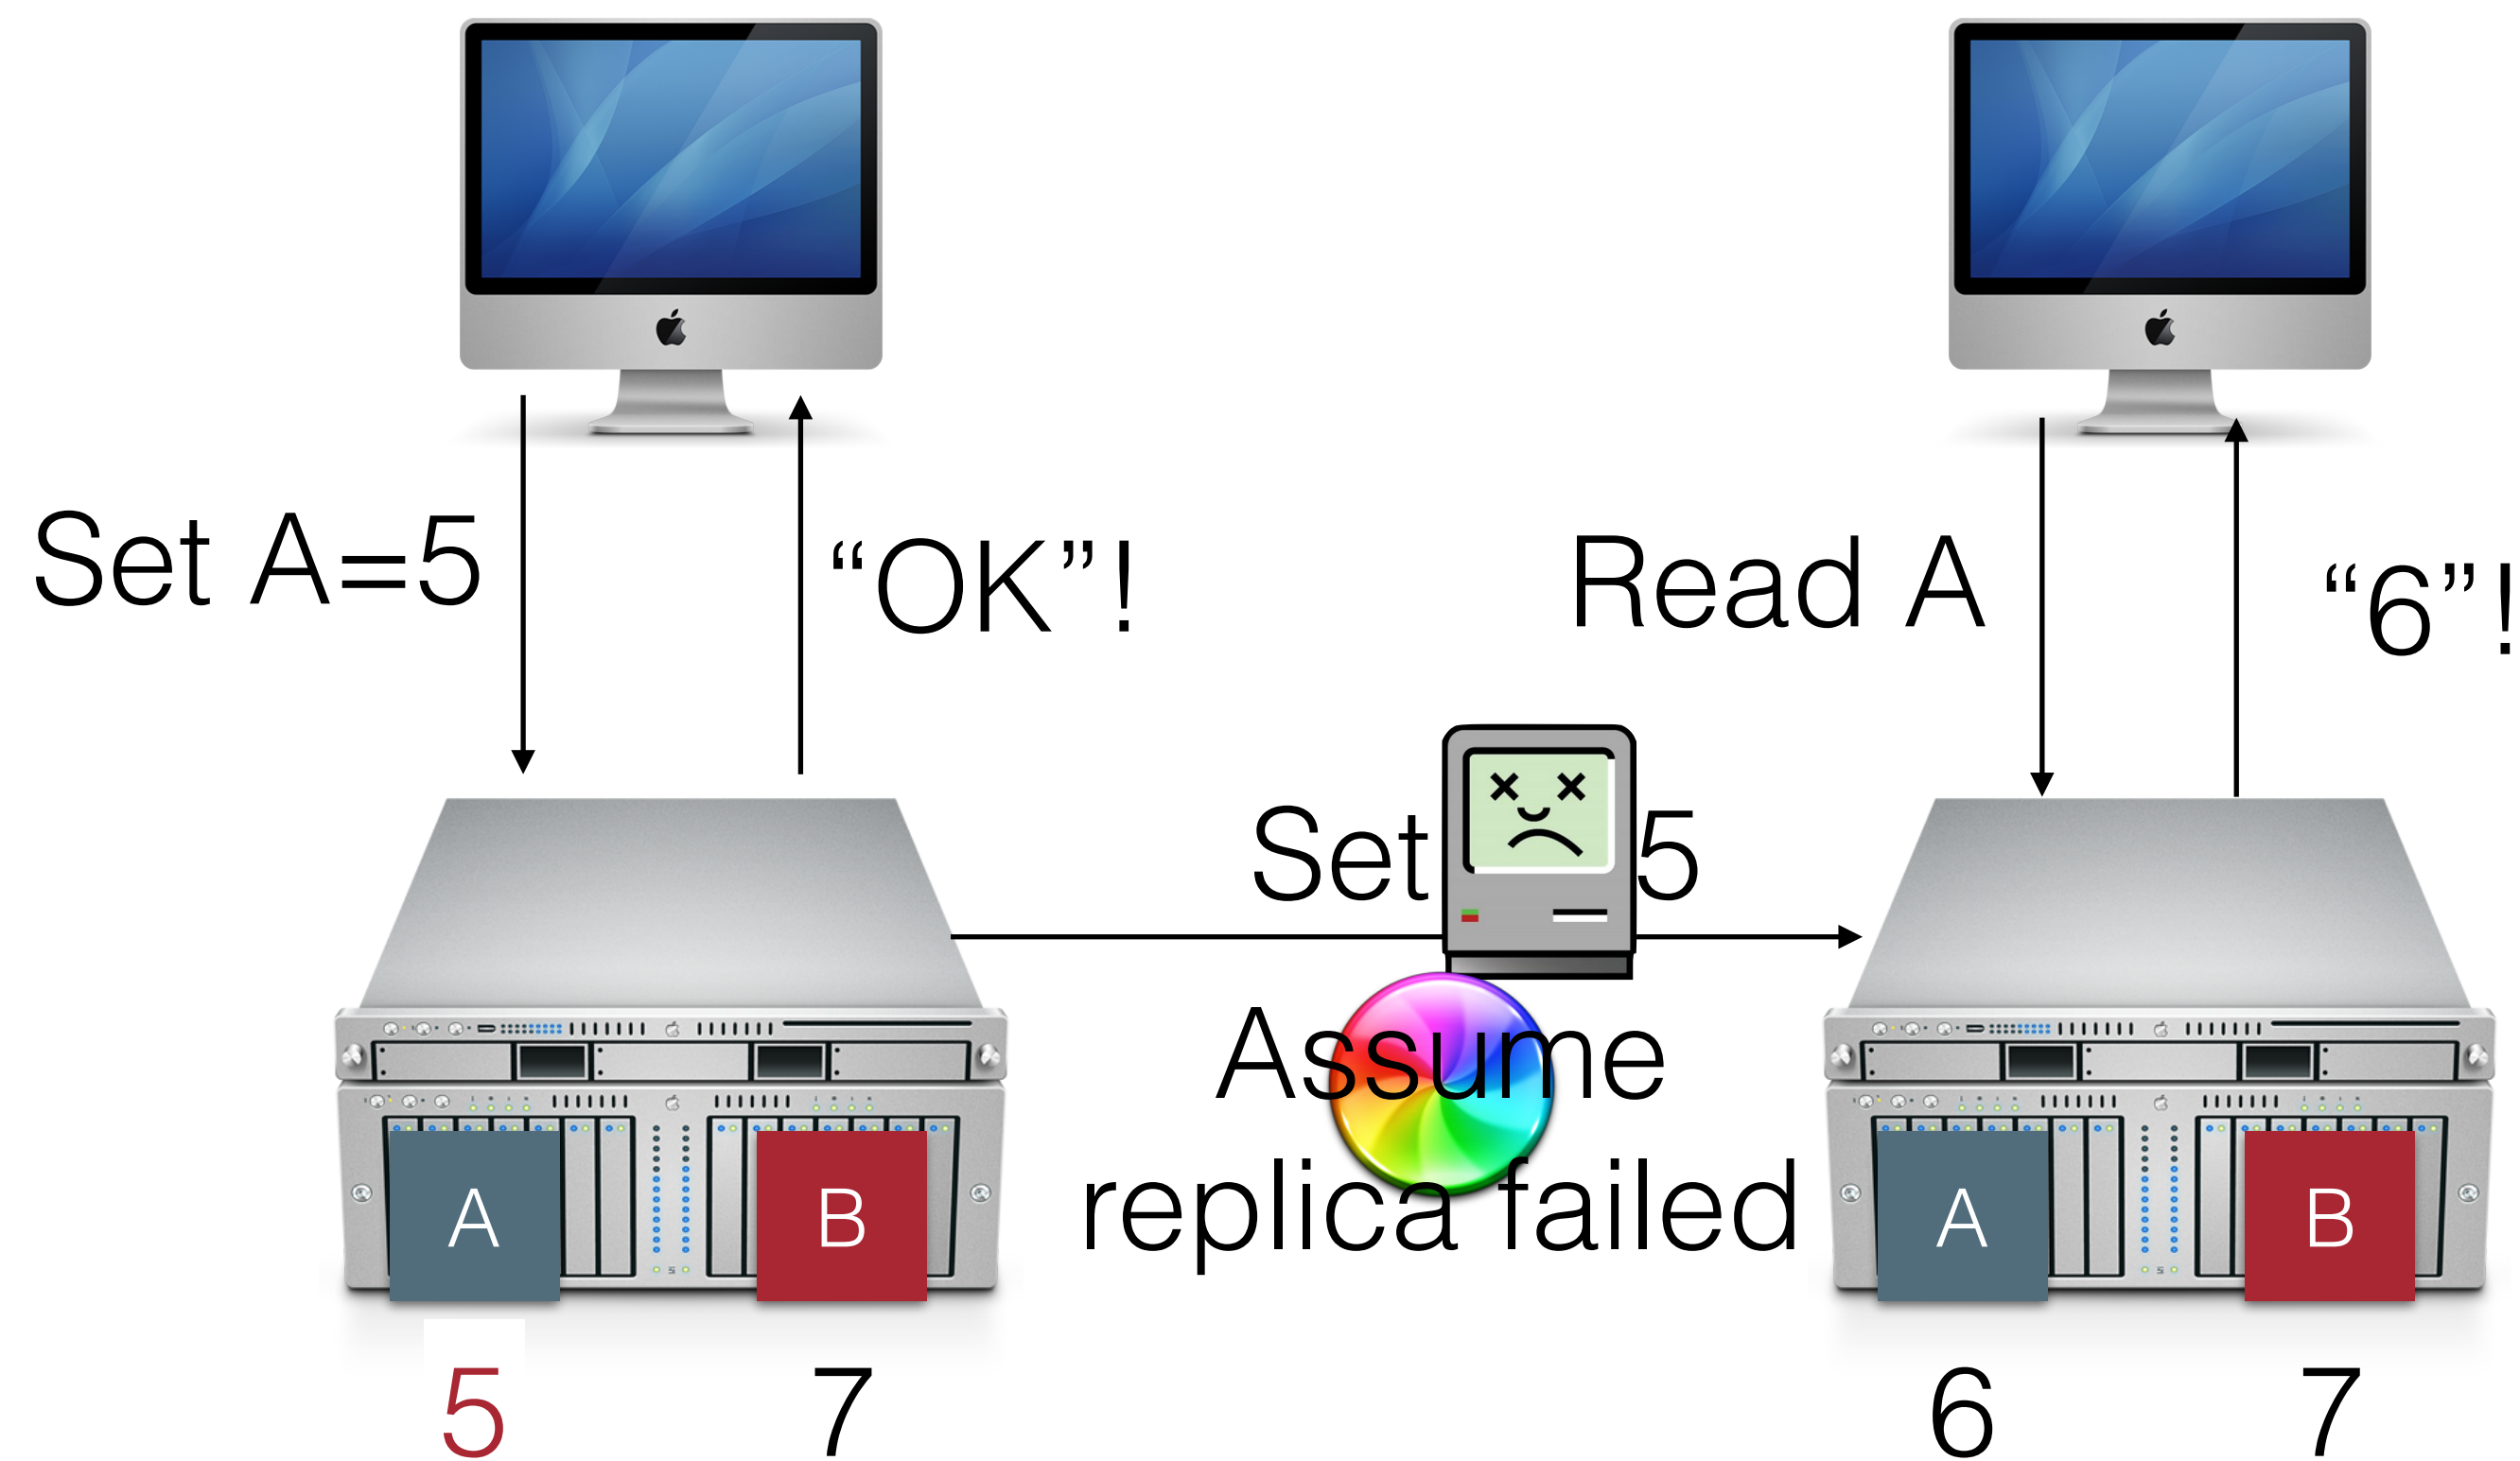 Set A=5
“OK”!
Read A
“6”!
Set
5
Assume
replica failed
A
B
A
B
5
7
6
7